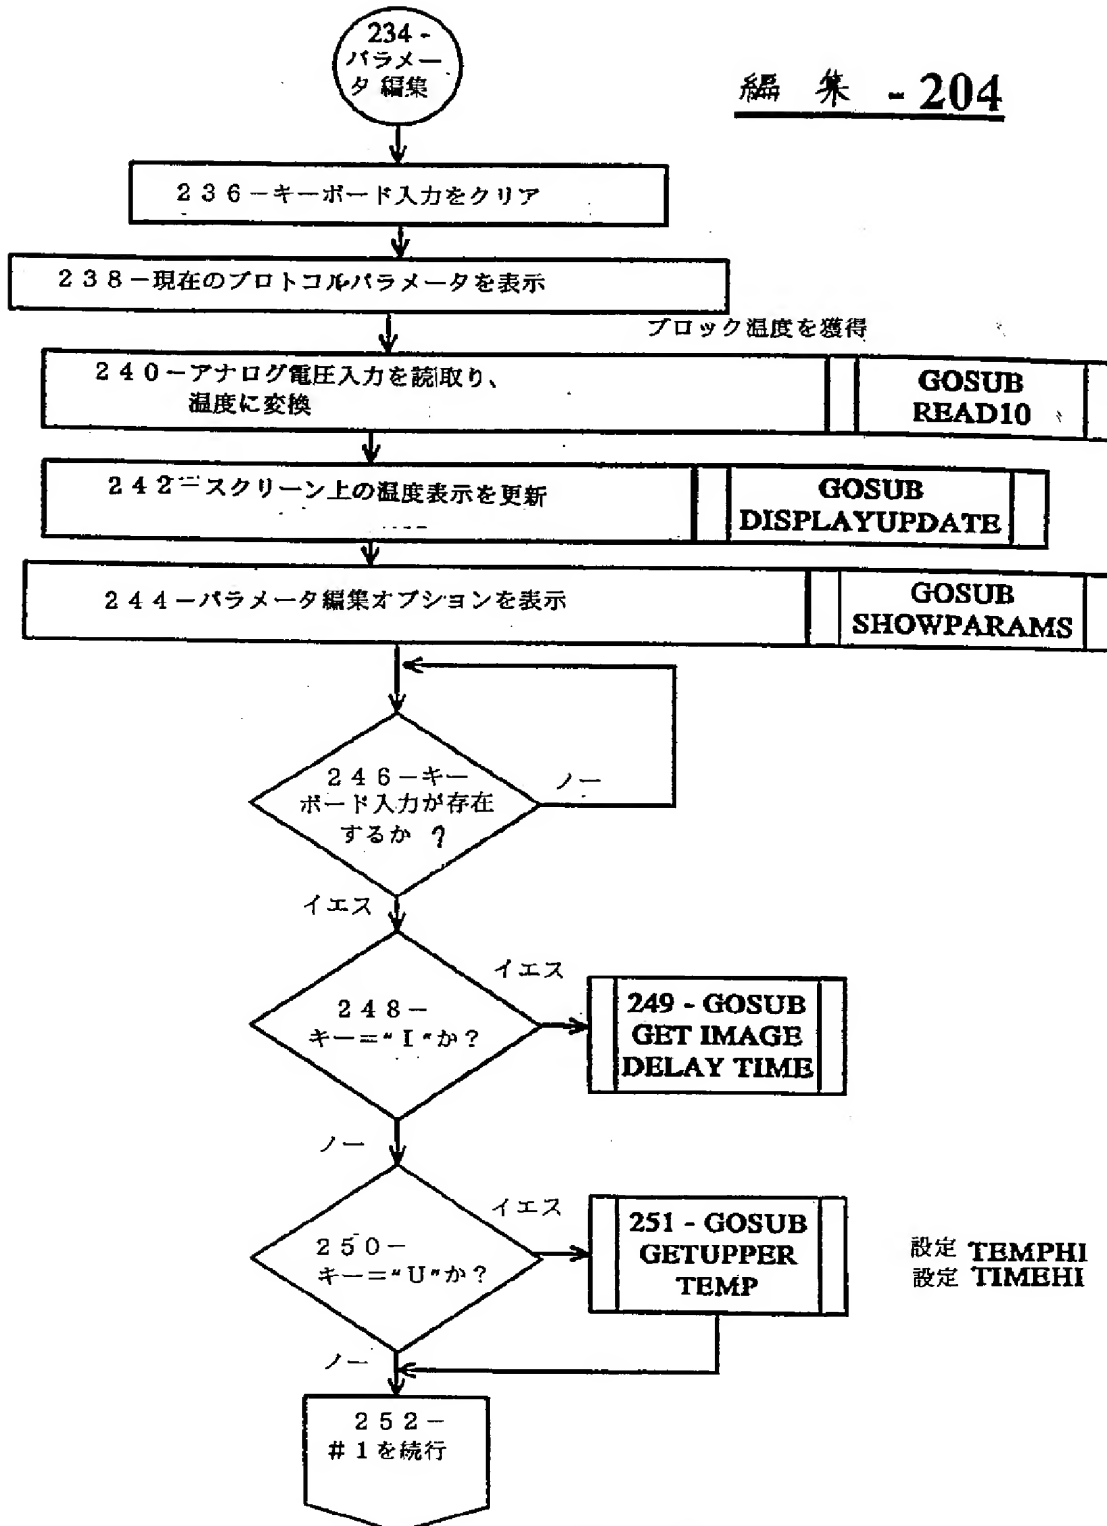 234 -
パラメー
タ 編集
編 集 - 204
236－キーボード入力をクリア
238－現在のプロトコルパラメータを表示
ブロック温度を獲得
240－アナログ電圧入力を読取り、
温度に変換
GOSUB
READ10
242－スクリーン上の温度表示を更新
GOSUB
DISPLAYUPDATE
244－パラメータ編集オプションを表示
GOSUB
SHOWPARAMS
246－キー
ボード入力が存在
するか ?
ノー
イエス
248－
キー="I"か?
イエス
249 - GOSUB
GET IMAGE
DELAY TIME
ノー
250－
キー="U"か?
イエス
251 - GOSUB
GETUPPER
TEMP
設定 TEMPHI
設定 TIMEHI
ノー
252－
#1を続行